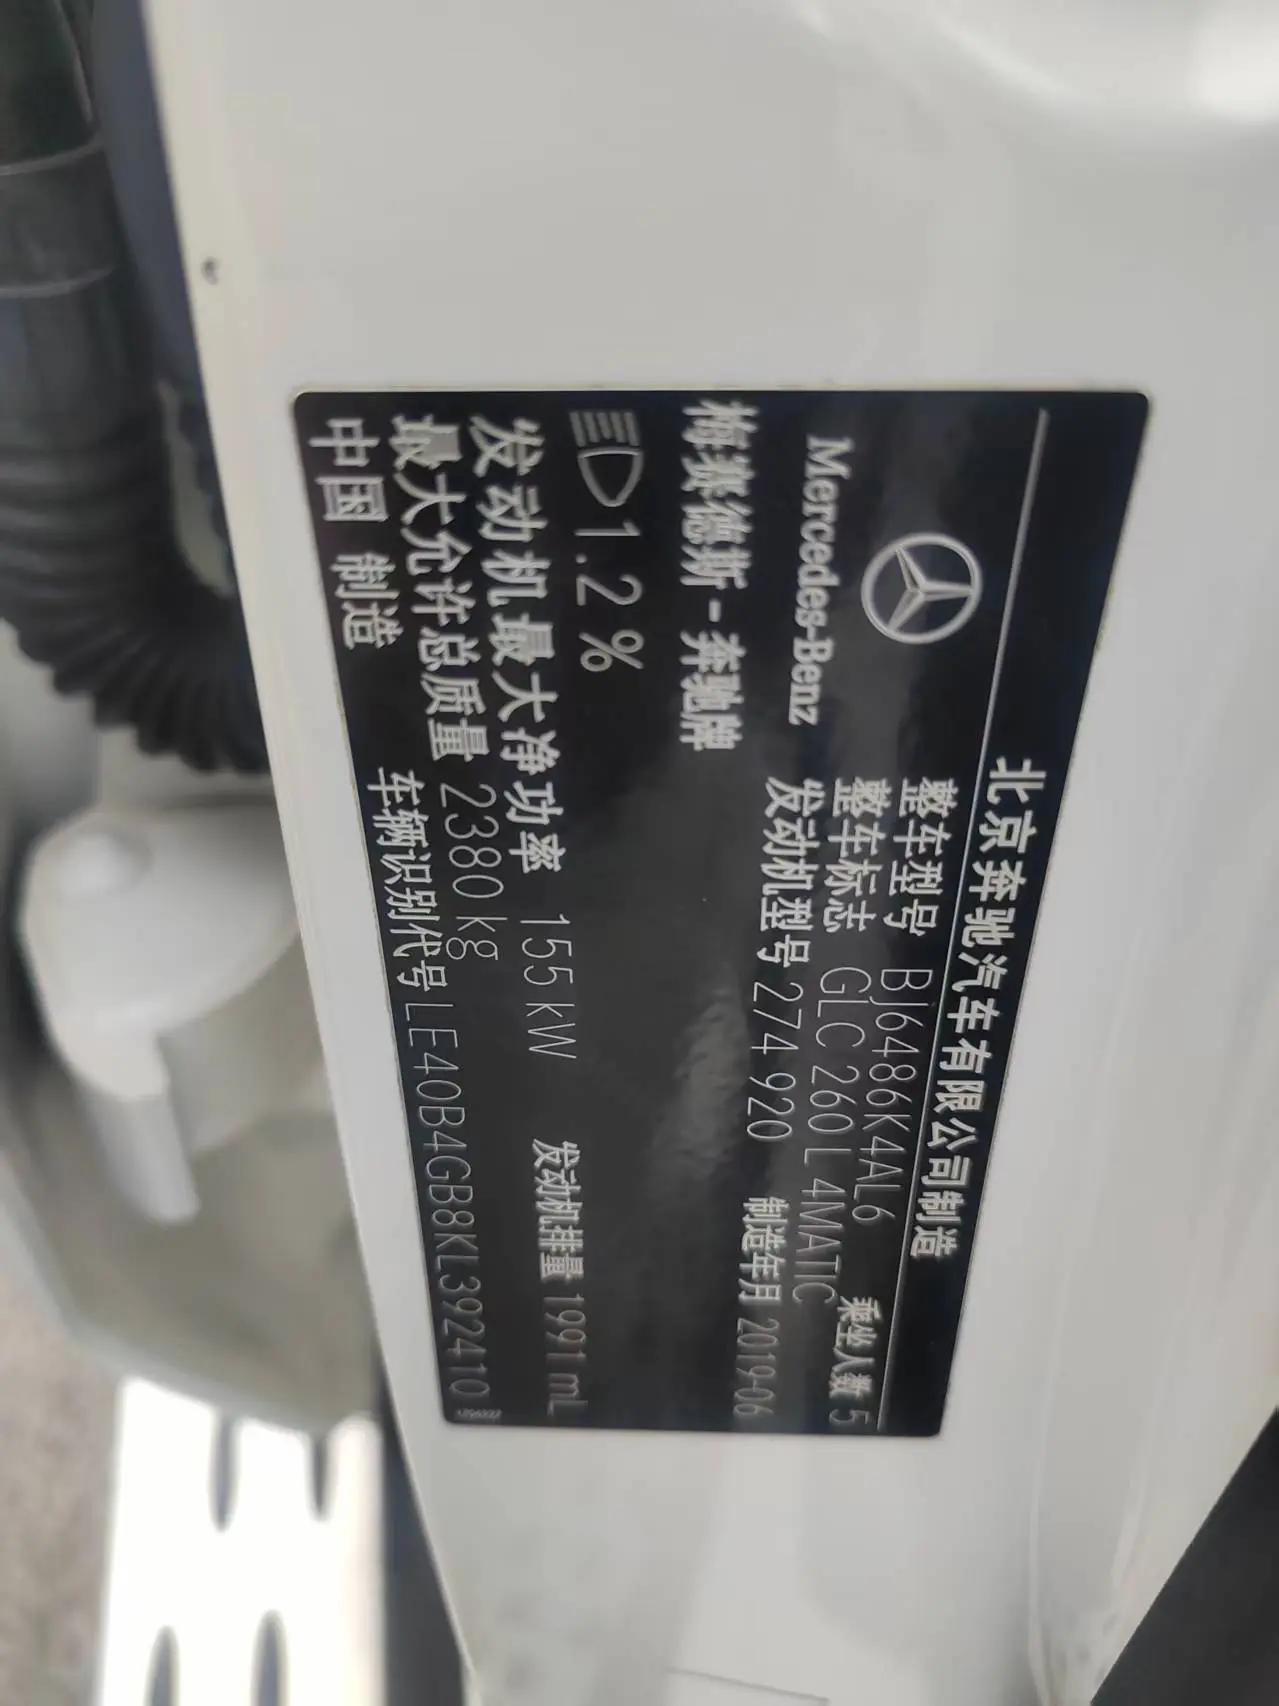 北京奔驰汽车有限公司制造
Mercedes-Benz
整车型号 BJ6486K4AL6 乘坐人数 5
整车标志 GLC 260 L 4MATIC
发动机型号 274 920 制造年月 2019-06
梅赛德斯-奔驰牌
1.2%
发动机最大净功率 155 kW 发动机排量 1991 mL
最大允许总质量 2380 kg
中国 制造 车辆识别代号 LE40B4GB8KL392410